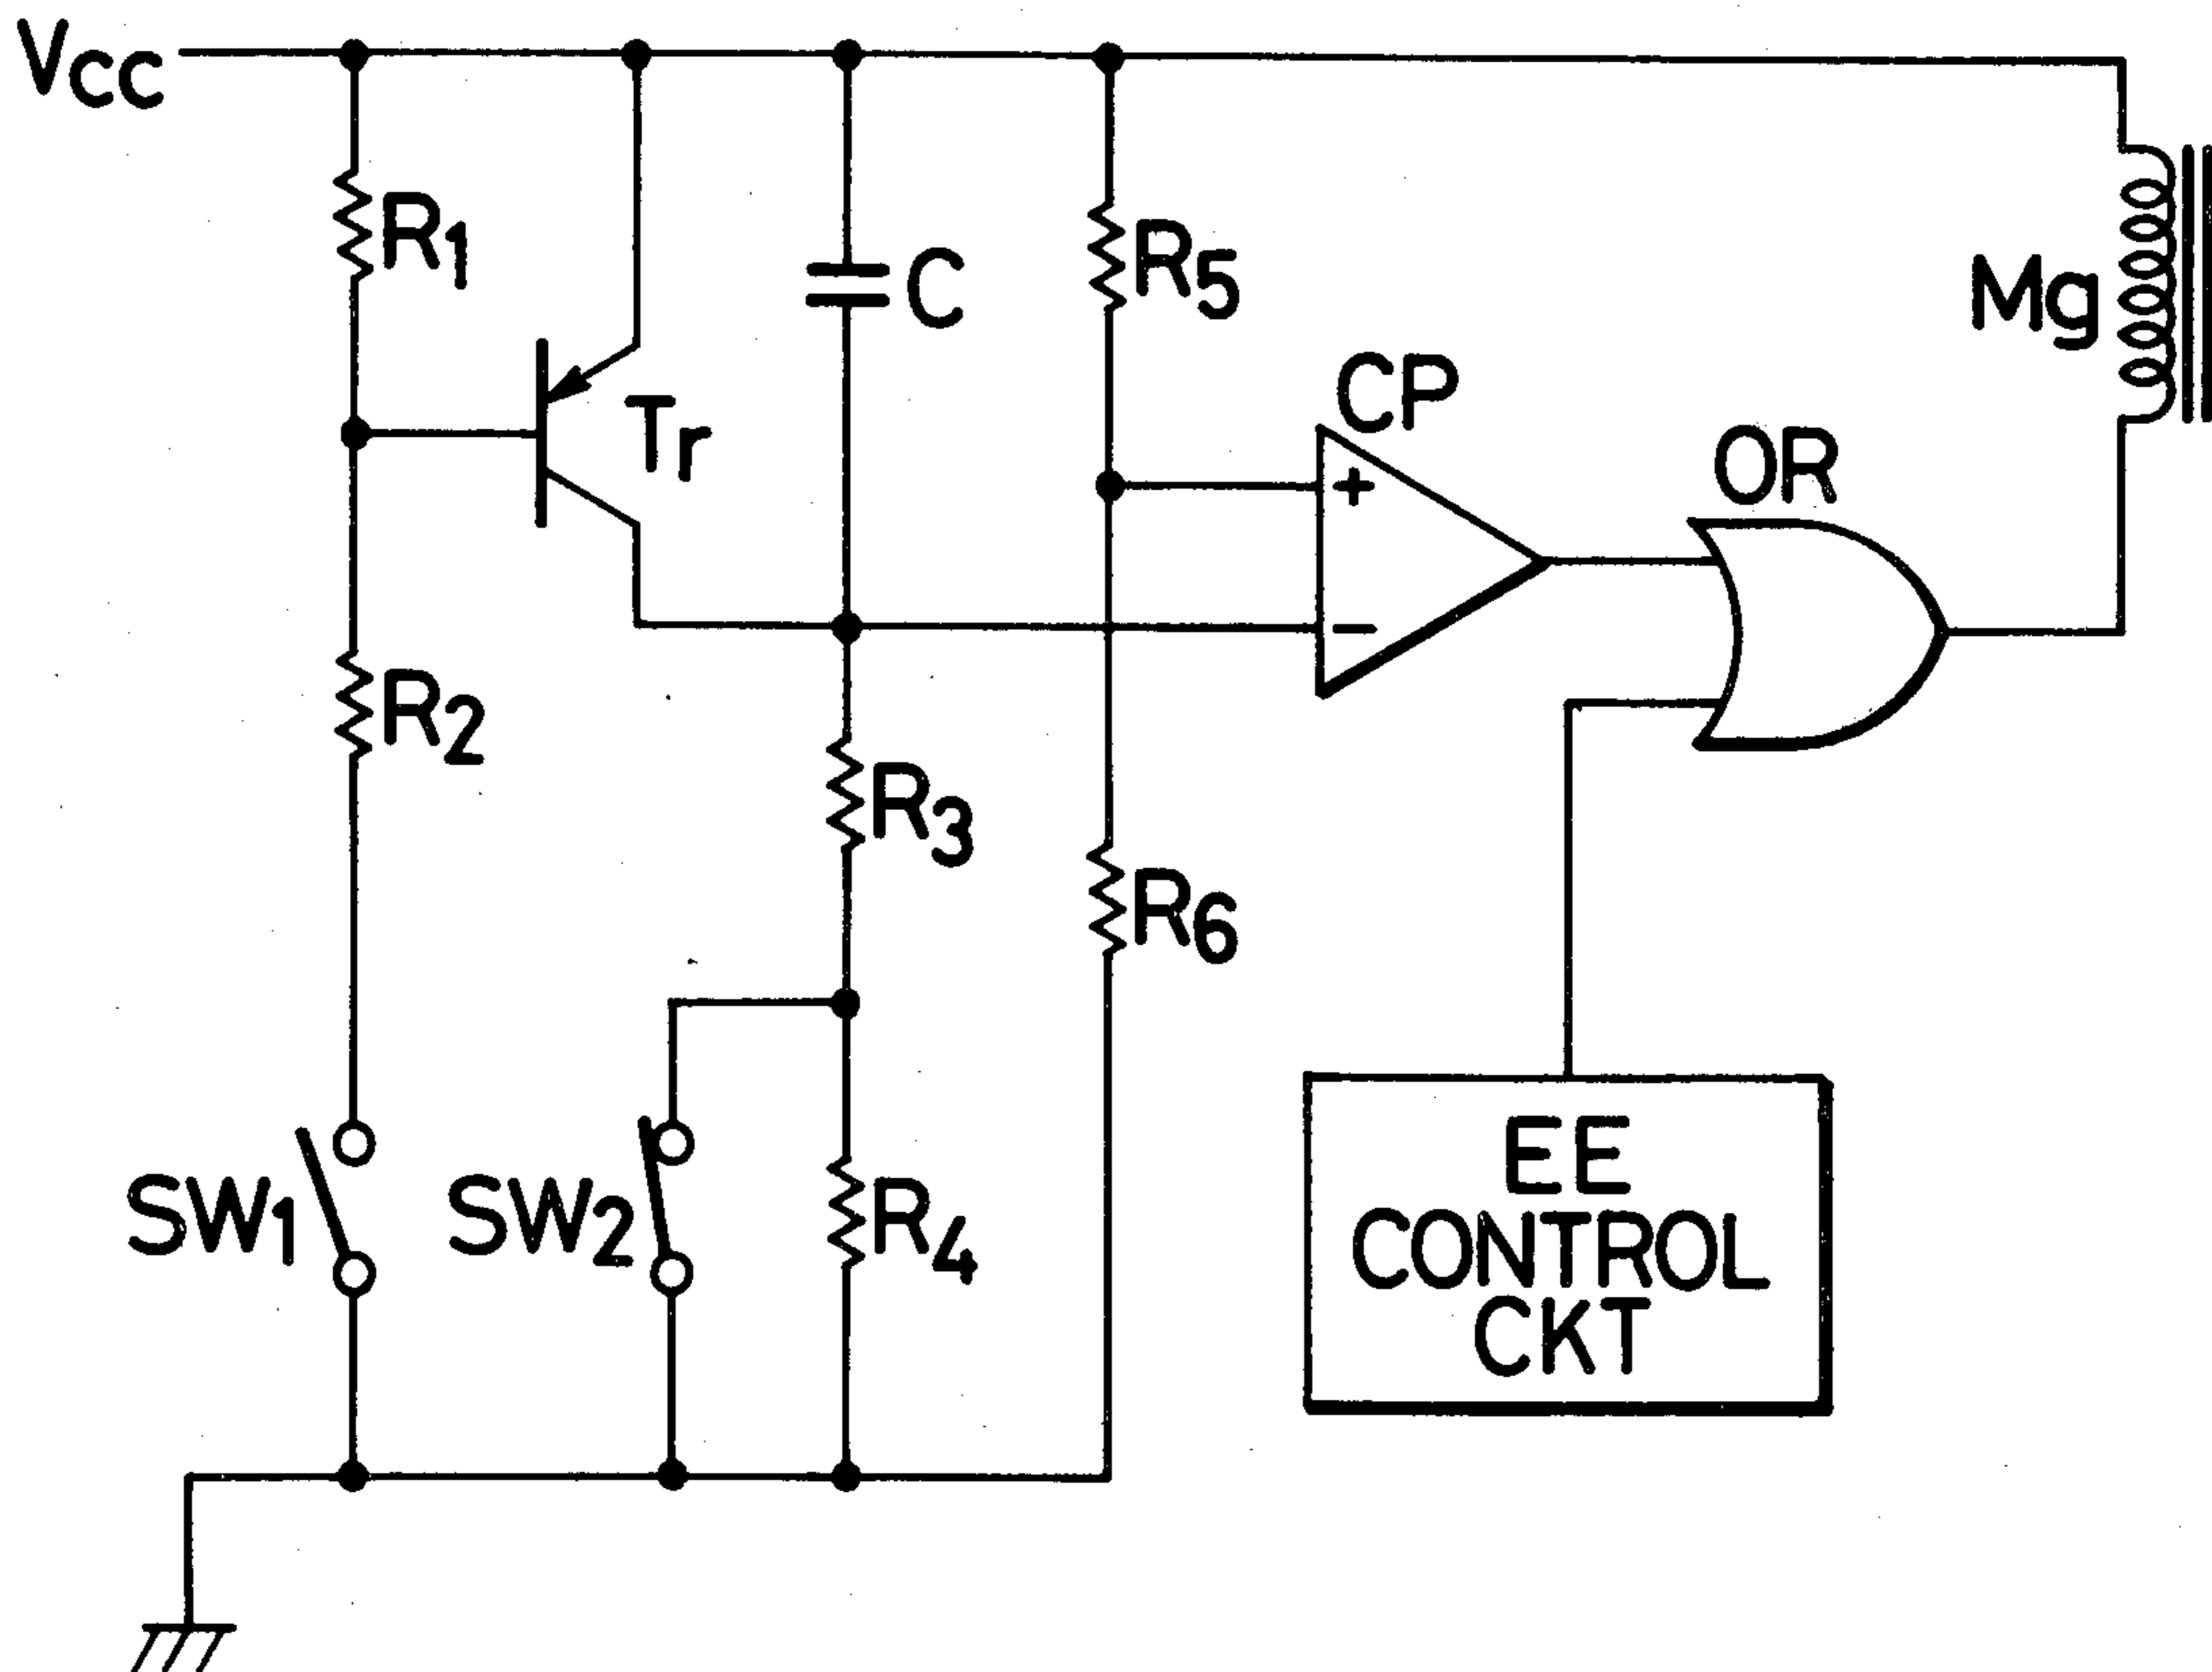 Vcc
R1
C
R5
Mg
CP
Tr
+
OR
−
R2
R3
R6
SW1
SW2
R4
EE
CONTROL
CKT